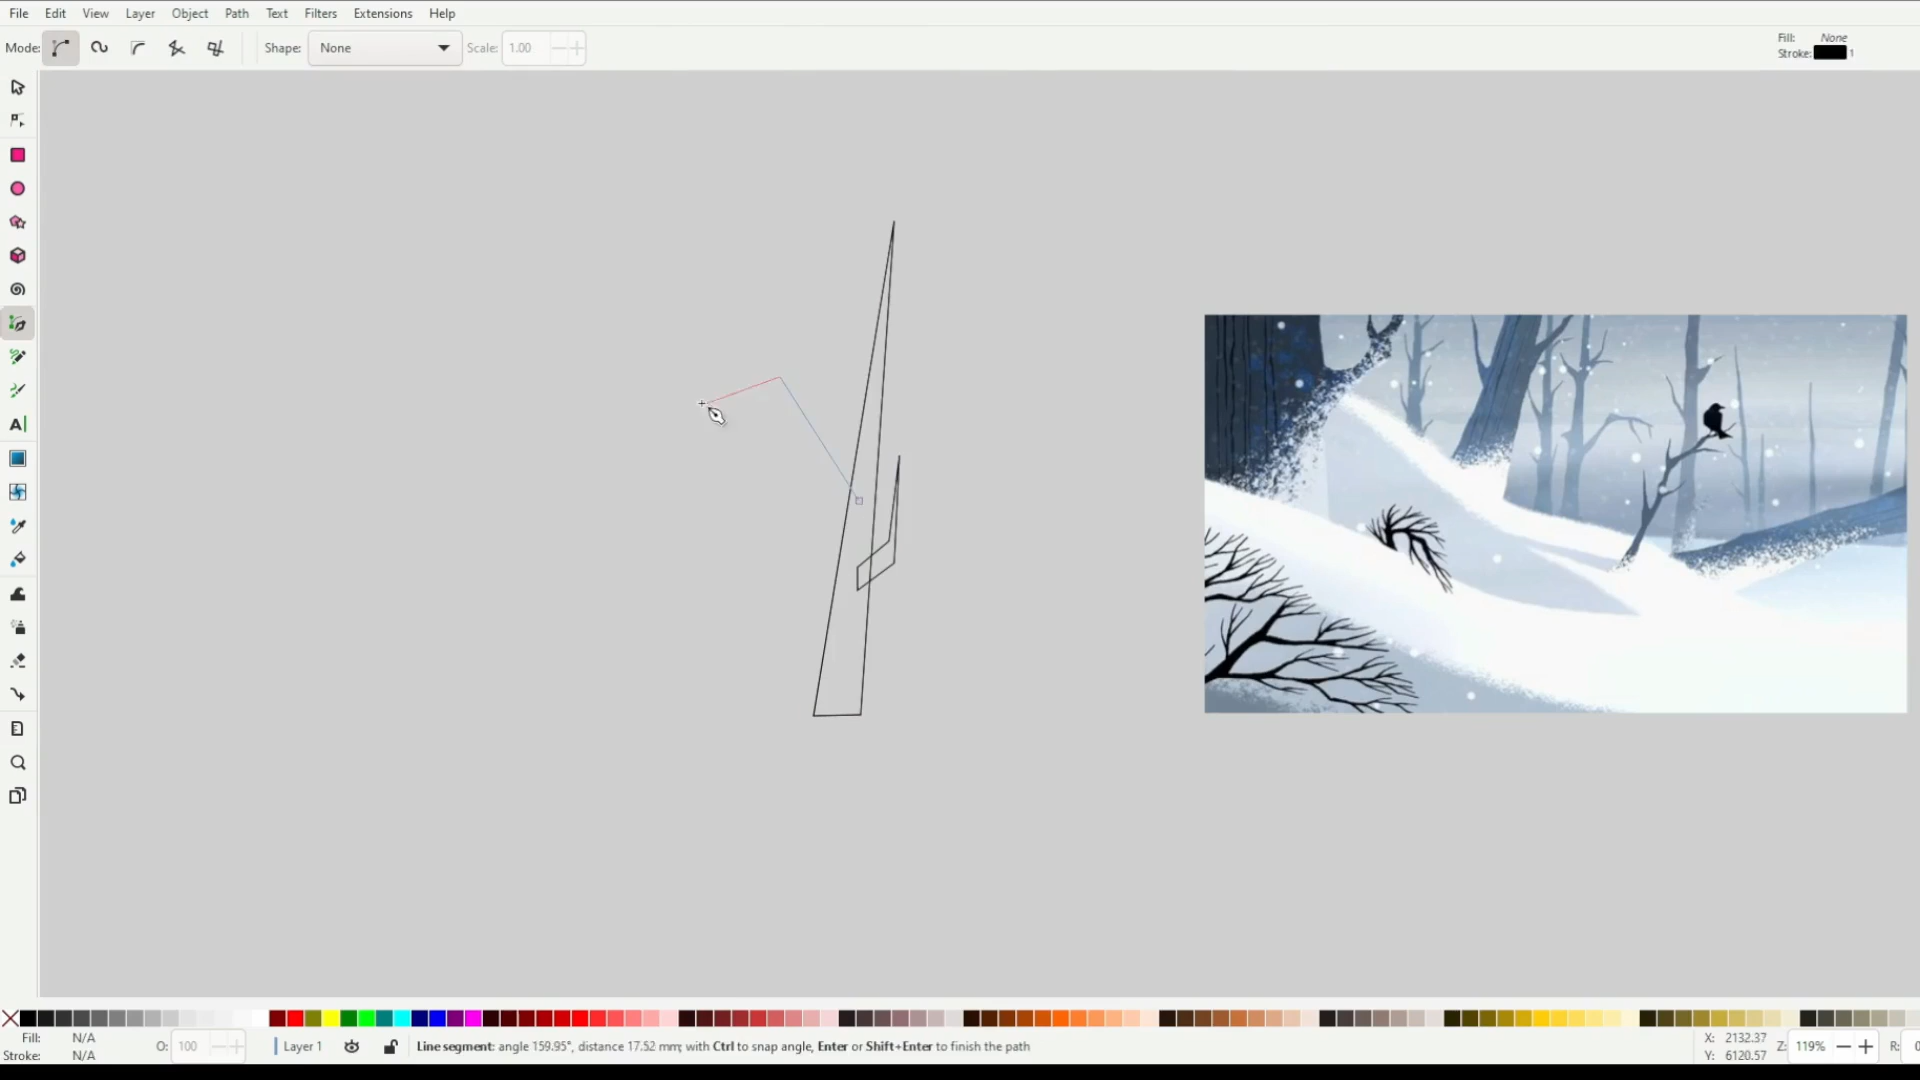 File Edit View Layer Object Path Text Filters Extensions Help
Mode: Shape: None Scale: 1.00 Fill: None
Stroke: 1
A
Fill: N/A O: 100 Layer 1 Line segment: angle 159.95°, distance 17.52 mm; with Ctrl to snap angle, Enter or Shift+Enter to finish the path X: 2132.37 Z: 119% R: 0
Stroke: N/A Y: 6120.57